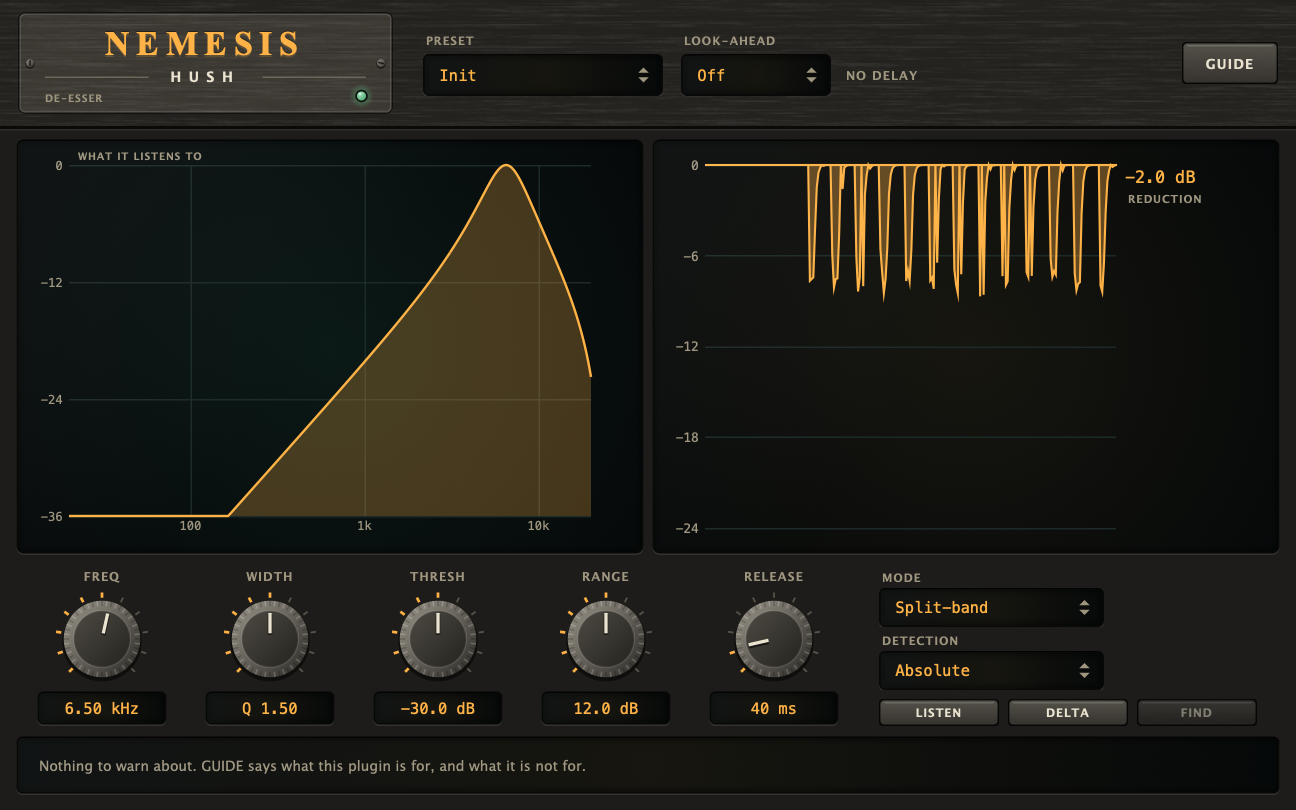 NEMESIS
HUSH
DE-ESSER
PRESET
Init
LOOK-AHEAD
Off
NO DELAY
GUIDE
WHAT IT LISTENS TO
0
-12
-24
-36
100
1k
10k
0
-6
-12
-18
-24
-2.0 dB
REDUCTION
FREQ
WIDTH
THRESH
RANGE
RELEASE
6.50 kHz
Q 1.50
-30.0 dB
12.0 dB
40 ms
MODE
Split-band
DETECTION
Absolute
LISTEN
DELTA
FIND
Nothing to warn about. GUIDE says what this plugin is for, and what it is not for.